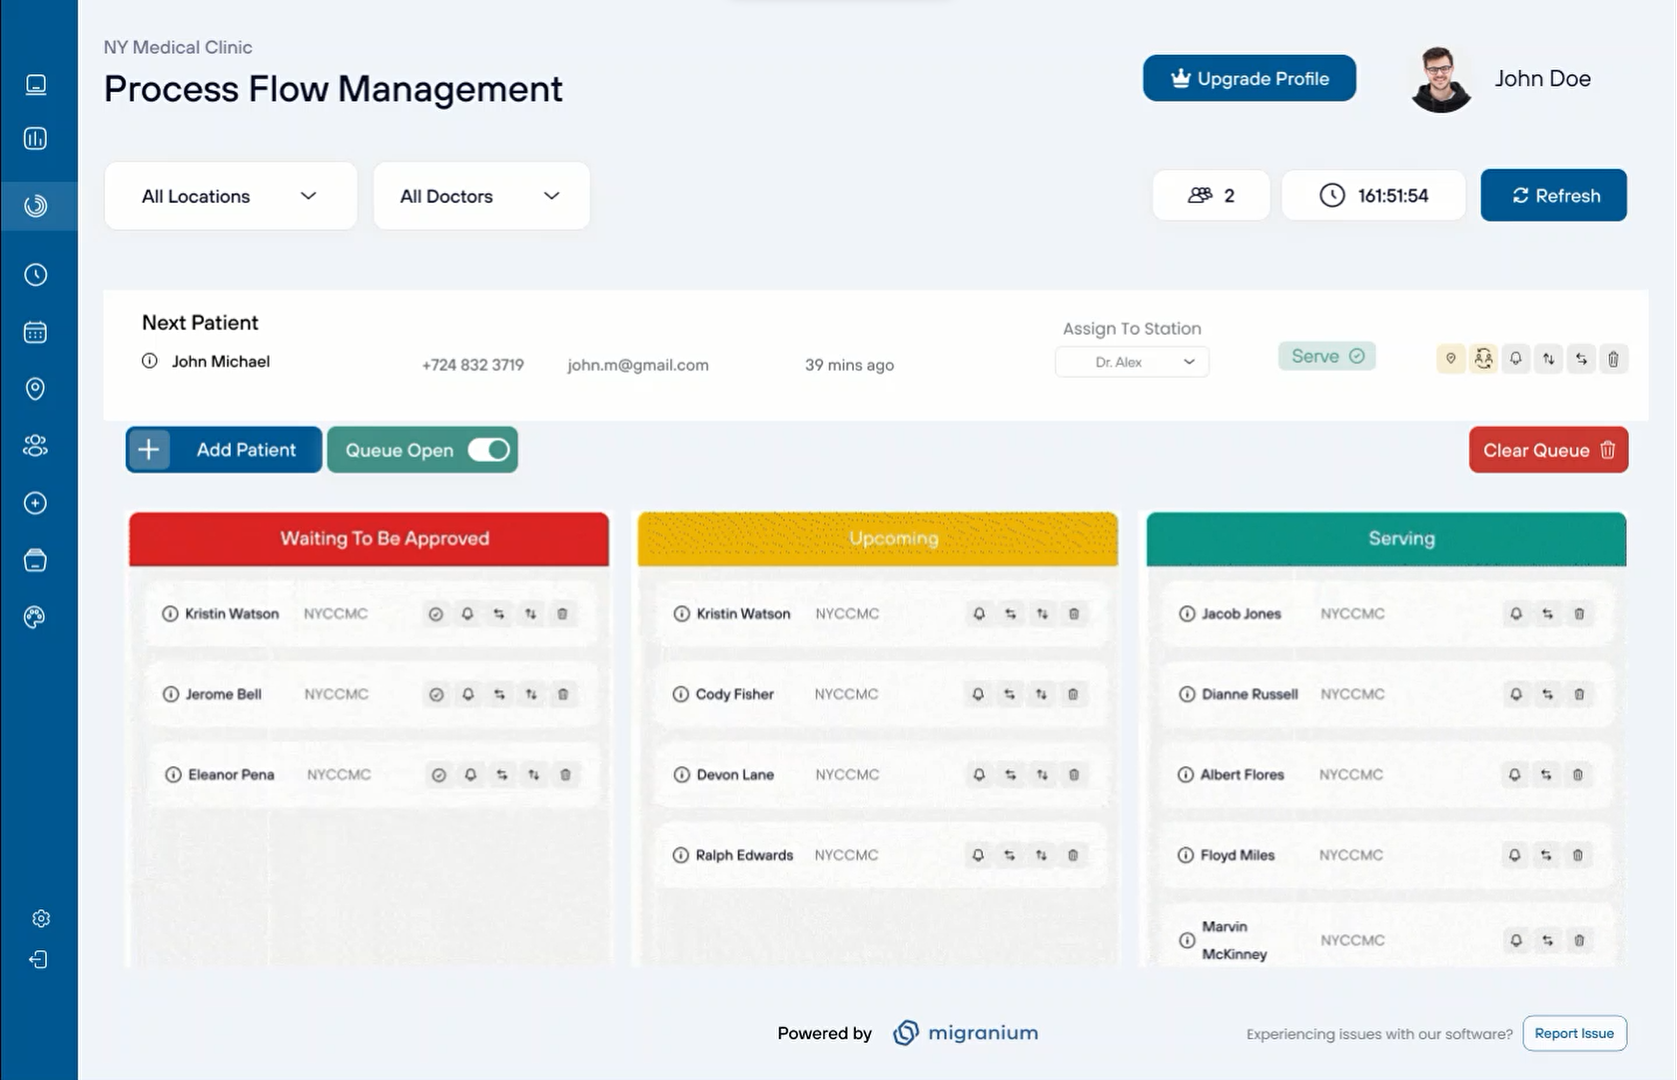 NY Medical Clinic
Process Flow Management
Upgrade Profile
John Doe
All Locations
All Doctors
2
161:51:54
Refresh
Next Patient
John Michael
+724 832 3719
john.m@gmail.com
39 mins ago
Assign To Station
Dr. Alex
Serve
Add Patient
Queue Open
Clear Queue
Waiting To Be Approved
Kristin Watson NYCCMC
Jerome Bell NYCCMC
Eleanor Pena NYCCMC
Upcoming
Kristin Watson NYCCMC
Cody Fisher NYCCMC
Devon Lane NYCCMC
Ralph Edwards NYCCMC
Serving
Jacob Jones NYCCMC
Dianne Russell NYCCMC
Albert Flores NYCCMC
Floyd Miles NYCCMC
Marvin
McKinney NYCCMC
Powered by migranium
Experiencing issues with our software? Report Issue